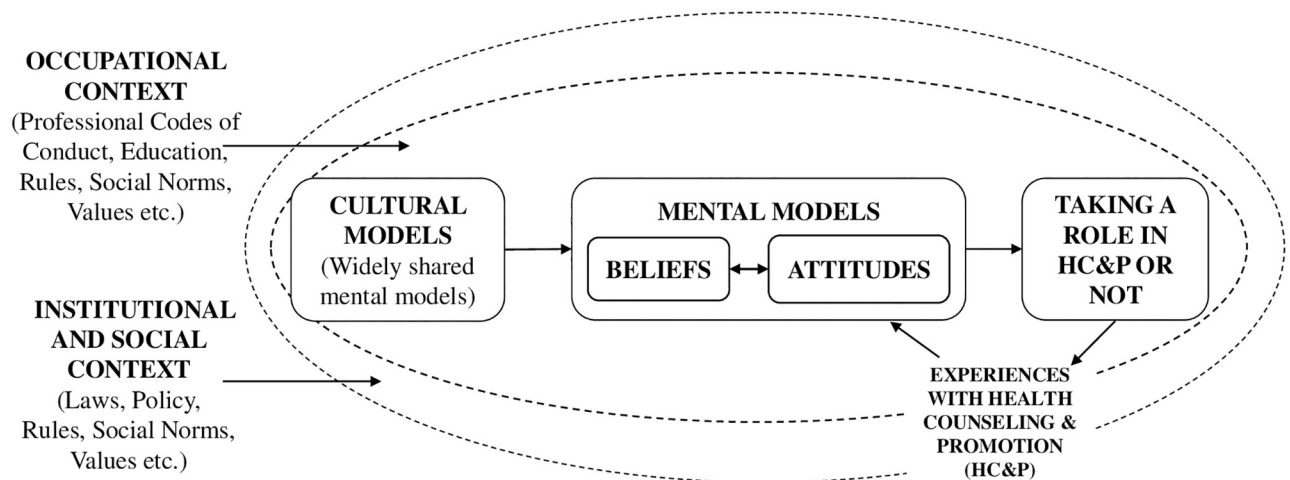 OCCUPATIONAL
CONTEXT
(Professional Codes of
Conduct, Education,
Rules, Social Norms,
Values etc.)
INSTITUTIONAL
AND SOCIAL
CONTEXT
(Laws, Policy,
Rules, Social Norms,
Values etc.)
CULTURAL
MODELS
(Widely shared
mental models)
MENTAL MODELS
BELIEFS
ATTITUDES
TAKING A
ROLE IN
HC&P OR
NOT
EXPERIENCES
WITH HEALTH
COUNSELING &
PROMOTION
(HC&P)